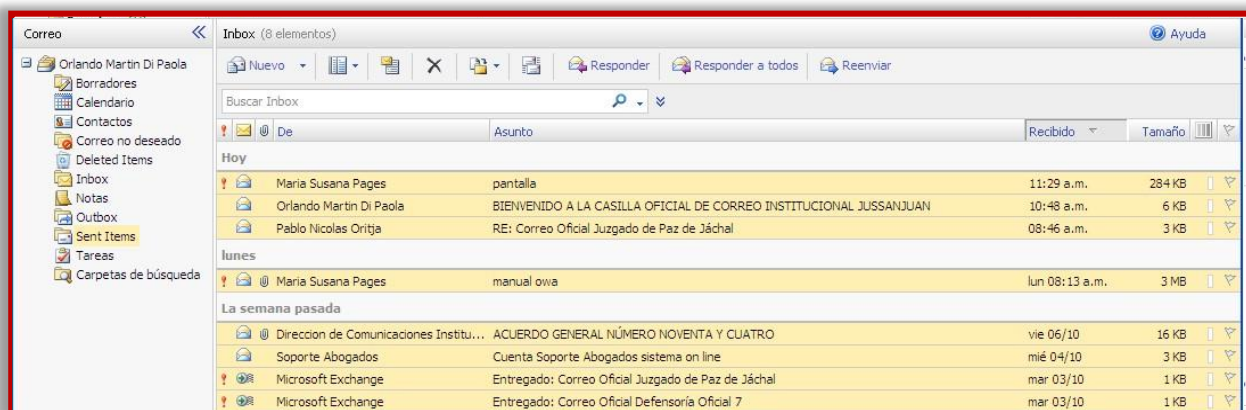 Correo
Inbox (8 elementos)
Ayuda
Orlando Martin Di Paola
Borradores
Calendario
Contactos
Correo no deseado
Deleted Items
Inbox
Notas
Outbox
Sent Items
Tareas
Carpetas de búsqueda
Nuevo Responder Responder a todos Reenviar
Buscar Inbox
De Asunto Recibido Tamaño
Hoy
Maria Susana Pages pantalla 11:29 a.m. 284 KB
Orlando Martin Di Paola BIENVENIDO A LA CASILLA OFICIAL DE CORREO INSTITUCIONAL JUSSANJUAN 10:48 a.m. 6 KB
Pablo Nicolas Oritja RE: Correo Oficial Juzgado de Paz de Jáchal 08:46 a.m. 3 KB
lunes
Maria Susana Pages manual owa lun 08:13 a.m. 3 MB
La semana pasada
Direccion de Comunicaciones Institu... ACUERDO GENERAL NÚMERO NOVENTA Y CUATRO vie 06/10 16 KB
Soporte Abogados Cuenta Soporte Abogados sistema on line mié 04/10 3 KB
Microsoft Exchange Entregado: Correo Oficial Juzgado de Paz de Jáchal mar 03/10 1 KB
Microsoft Exchange Entregado: Correo Oficial Defensoría Oficial 7 mar 03/10 1 KB